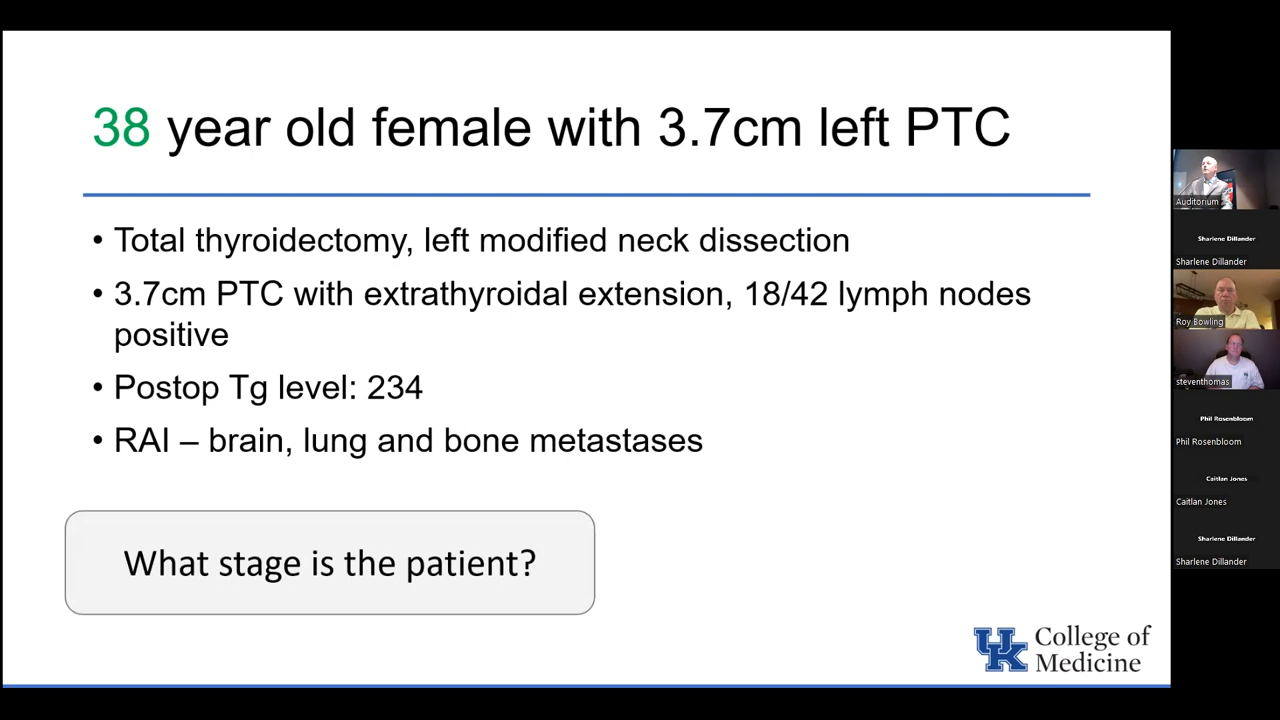 38 year old female with 3.7cm left PTC
• Total thyroidectomy, left modified neck dissection
• 3.7cm PTC with extrathyroidal extension, 18/42 lymph nodes
positive
• Postop Tg level: 234
• RAI – brain, lung and bone metastases
What stage is the patient?
UK College of
Medicine
Auditorium
Sharlene Dillander
Sharlene Dillander
Roy Bowling
steventhomas
Phil Rosenbloom
Phil Rosenbloom
Caitlan Jones
Caitlan Jones
Sharlene Dillander
Sharlene Dillander